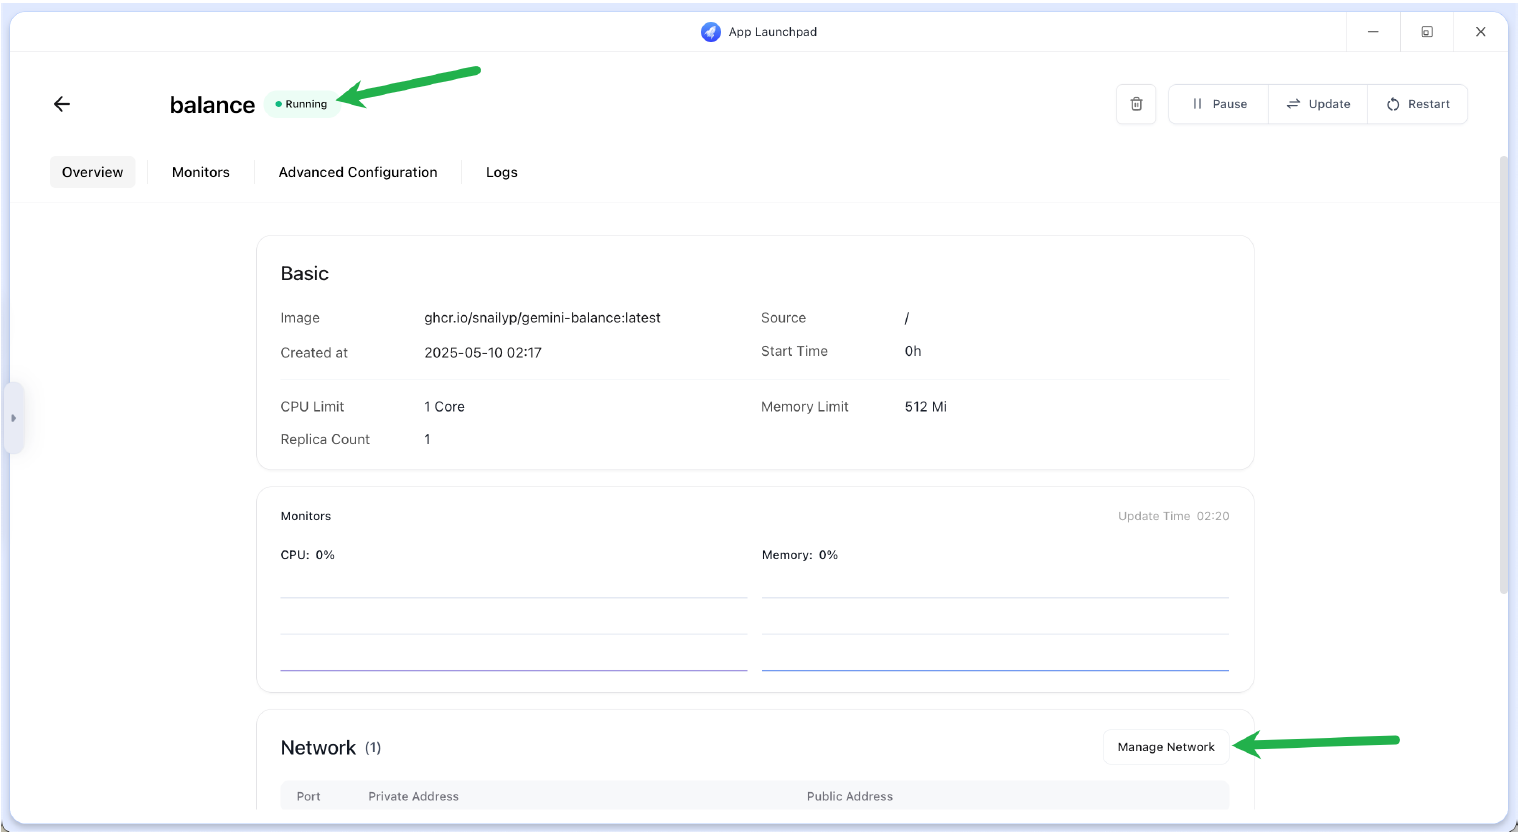 App Launchpad
balance Running
Pause Update Restart
Overview Monitors Advanced Configuration Logs
Basic
Image ghcr.io/snailyp/gemini-balance:latest Source /
Created at 2025-05-10 02:17 Start Time 0h
CPU Limit 1 Core Memory Limit 512 Mi
Replica Count 1
Monitors Update Time 02:20
CPU: 0% Memory: 0%
Network (1) Manage Network
Port Private Address Public Address